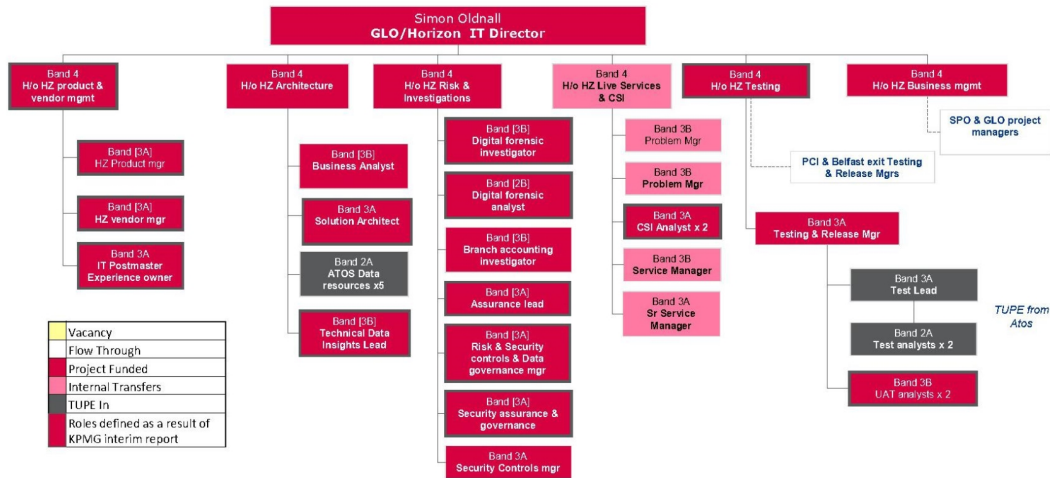 Simon Oldnall
GLO/Horizon IT Director
Band 4
H/o HZ product &
vendor mgmt
Band [3A]
HZ Product mgr
Band [3A]
HZ vendor mgr
Band 3A
IT Postmaster
Experience owner
Band 4
H/o HZ Architecture
Band [3B]
Business Analyst
Band 3A
Solution Architect
Band 2A
ATOS Data
resources x5
Band [3B]
Technical Data
Insights Lead
Band 4
H/o HZ Risk &
Investigations
Band [3B]
Digital forensic
investigator
Band [2B]
Digital forensic
analyst
Band [3B]
Branch accounting
investigator
Band [3A]
Assurance lead
Band [3A]
Risk & Security
controls & Data
governance mgr
Band [3A]
Security assurance &
governance
Band 3A
Security Controls mgr
Band 4
H/o HZ Live Services
& CSI
Band 3B
Problem Mgr
Band 3B
Problem Mgr
Band 3A
CSI Analyst x 2
Band 3B
Service Manager
Band 3A
Sr Service
Manager
Band 4
H/o HZ Testing
PCI & Belfast exit Testing
& Release Mgrs
Band 3A
Testing & Release Mgr
Band 3A
Test Lead
Band 2A
Test analysts x 2
Band 3B
UAT analysts x 2
TUPE from
Atos
Band 4
H/o HZ Business mgmt
SPO & GLO project
managers
Vacancy
Flow Through
Project Funded
Internal Transfers
TUPE In
Roles defined as a result of
KPMG interim report